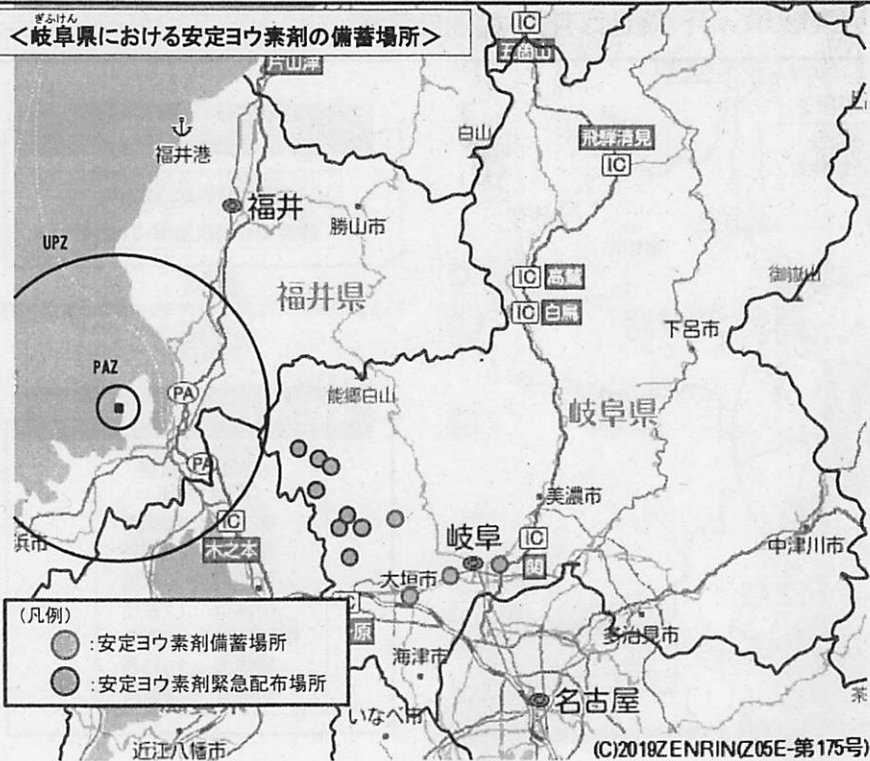 ぎふけん
<岐阜県における安定ヨウ素剤の備蓄場所>
IC
五箇山
片山津
白山
飛騨清見
IC
福井港
福井
勝山市
UPZ
福井県
IC 高鷲
IC 白鳥
御嶽山
下呂市
PAZ
PA
能郷白山
岐阜県
PA
美濃市
IC
木之本
浜市
岐阜
IC
関
中津川市
大垣市
(凡例)
:安定ヨウ素剤備蓄場所
:安定ヨウ素剤緊急配布場所
原
多治見市
海津市
名古屋
いなべ市
近江八幡市
(C)2019ZENRIN(Z05E-第175号)